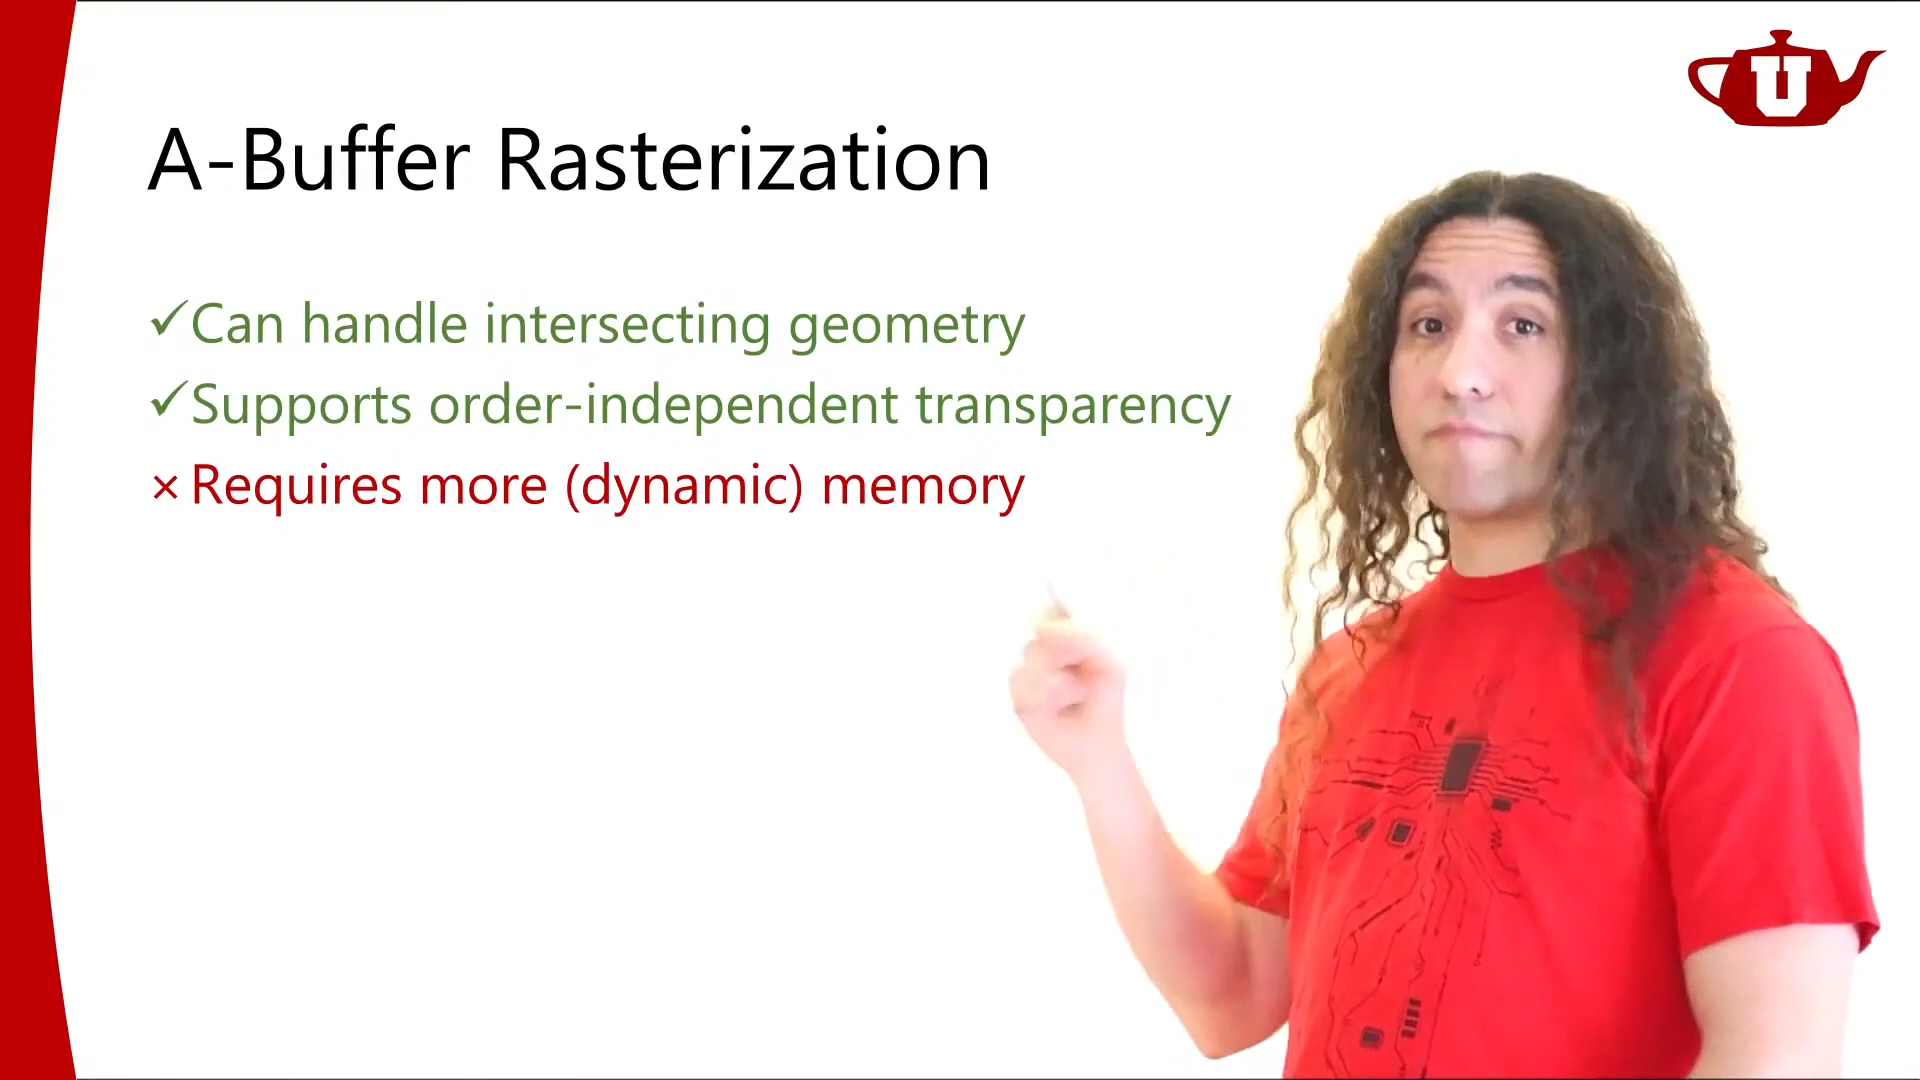 U
A-Buffer Rasterization
✓Can handle intersecting geometry
✓Supports order-independent transparency
×Requires more (dynamic) memory